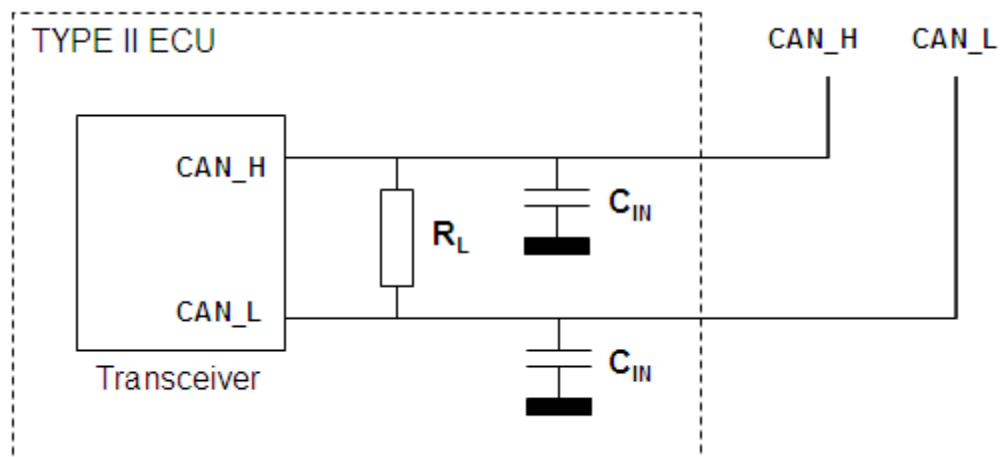 TYPE II ECU
CAN_H CAN_L
CAN_H
C_IN
R_L
CAN_L
C_IN
Transceiver